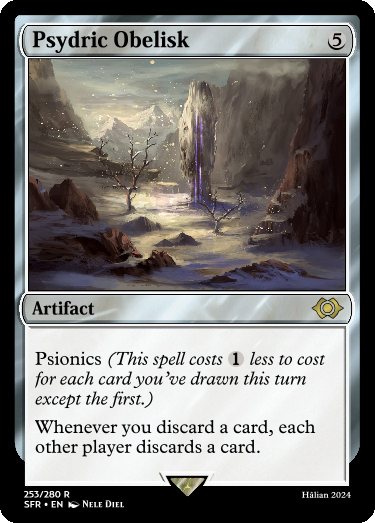 Psydric Obelisk 5
Artifact
Psionics (This spell costs 1 less to cost
for each card you've drawn this turn
except the first.)
Whenever you discard a card, each
other player discards a card.
253/280 R
SFR • EN Nele Diel
Hålian 2024